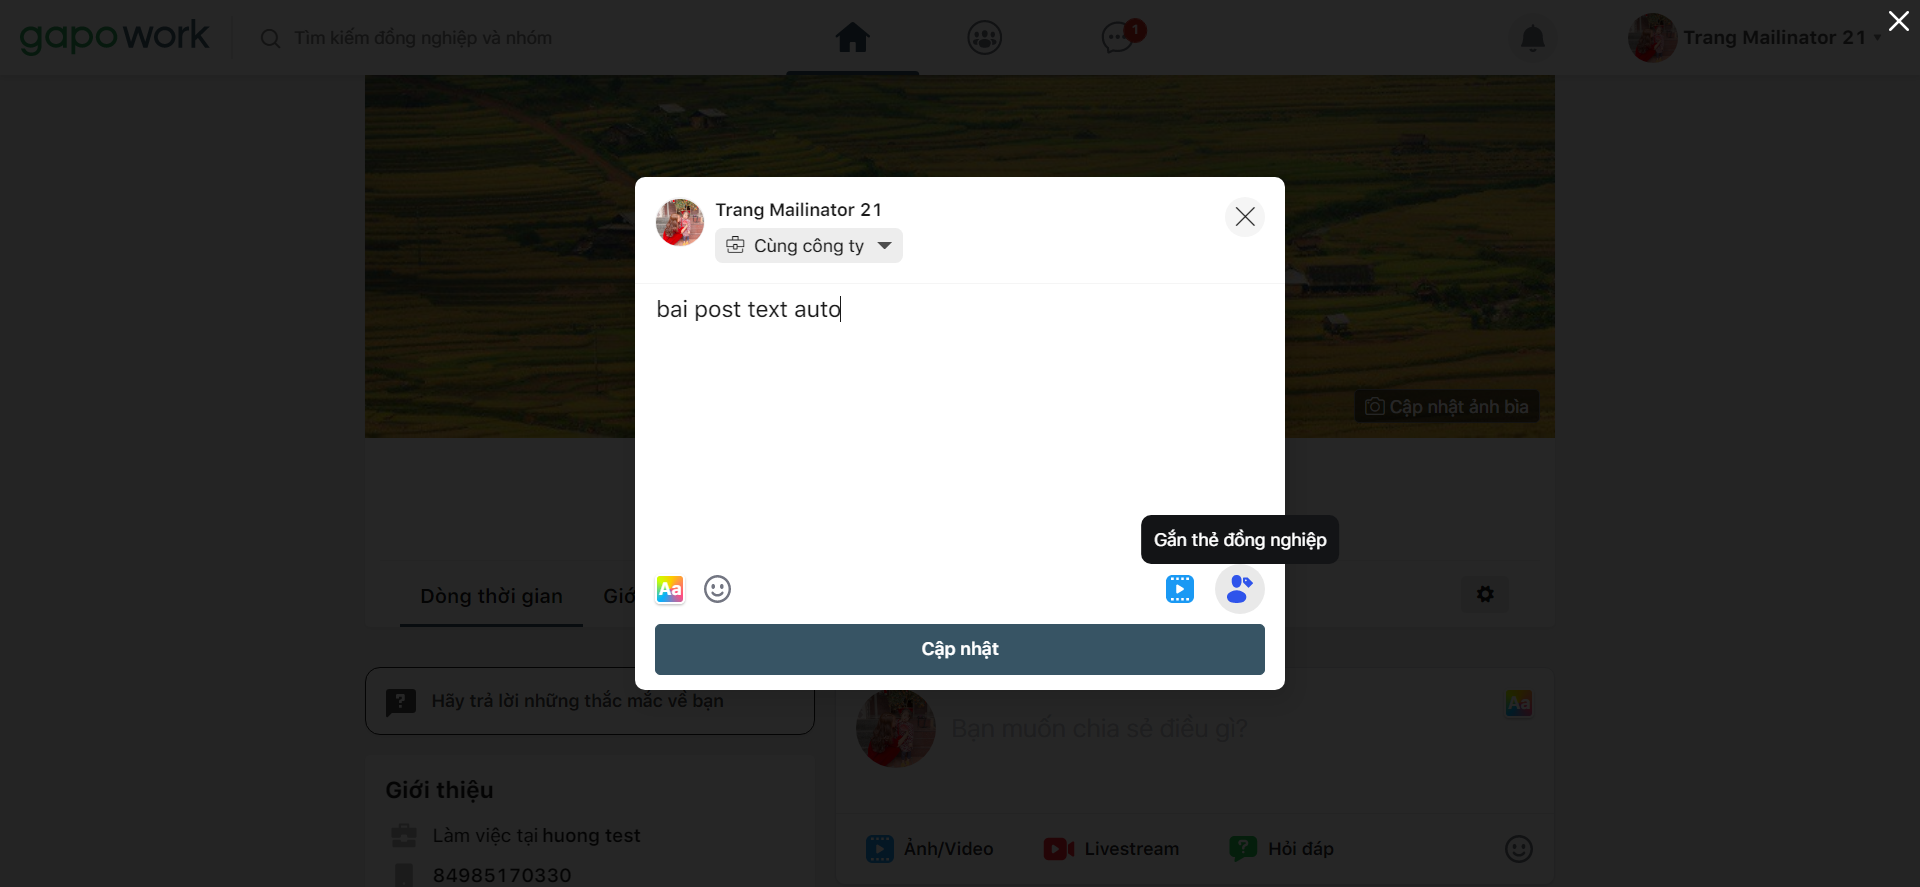 gapowork
Tìm kiếm đồng nghiệp và nhóm
1
Trang Mailinator 21
Cập nhật ảnh bìa
Trang Mailinator 21
Cùng công ty
bai post text auto
Gắn thẻ đồng nghiệp
Aa
Cập nhật
Dòng thời gian
Giớ
Hãy trả lời những thắc mắc về bạn
Giới thiệu
Làm việc tại huong test
84985170330
Bạn muốn chia sẻ điều gì?
Aa
Ảnh/Video
Livestream
Hỏi đáp